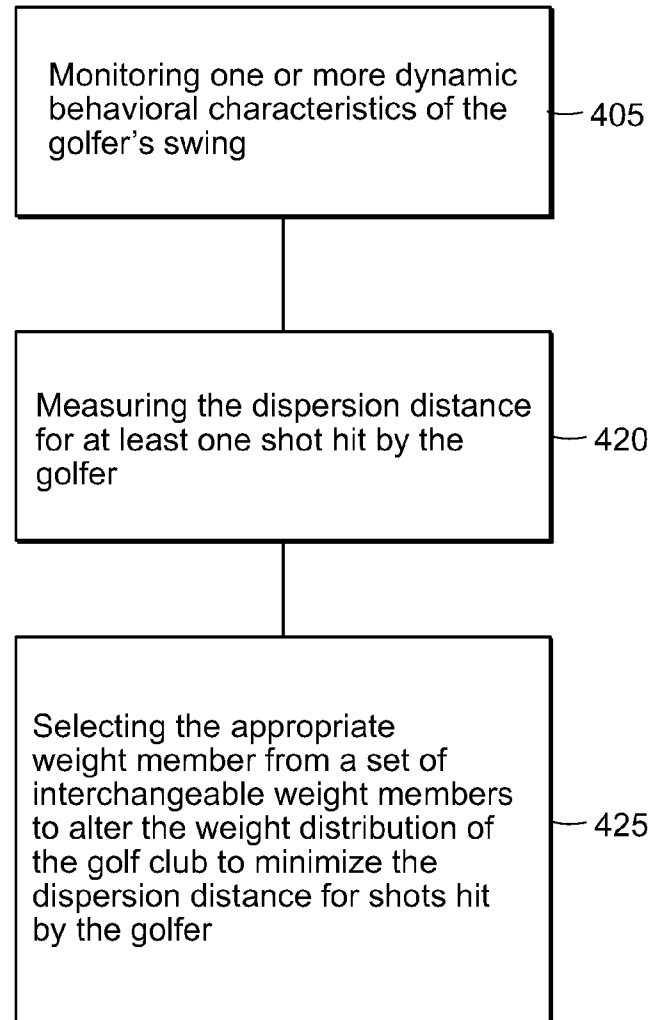 Monitoring one or more dynamic
behavioral characteristics of the
golfer's swing
405
Measuring the dispersion distance
for at least one shot hit by the
golfer
420
Selecting the appropriate
weight member from a set of
interchangeable weight members
to alter the weight distribution of
the golf club to minimize the
dispersion distance for shots hit
by the golfer
425